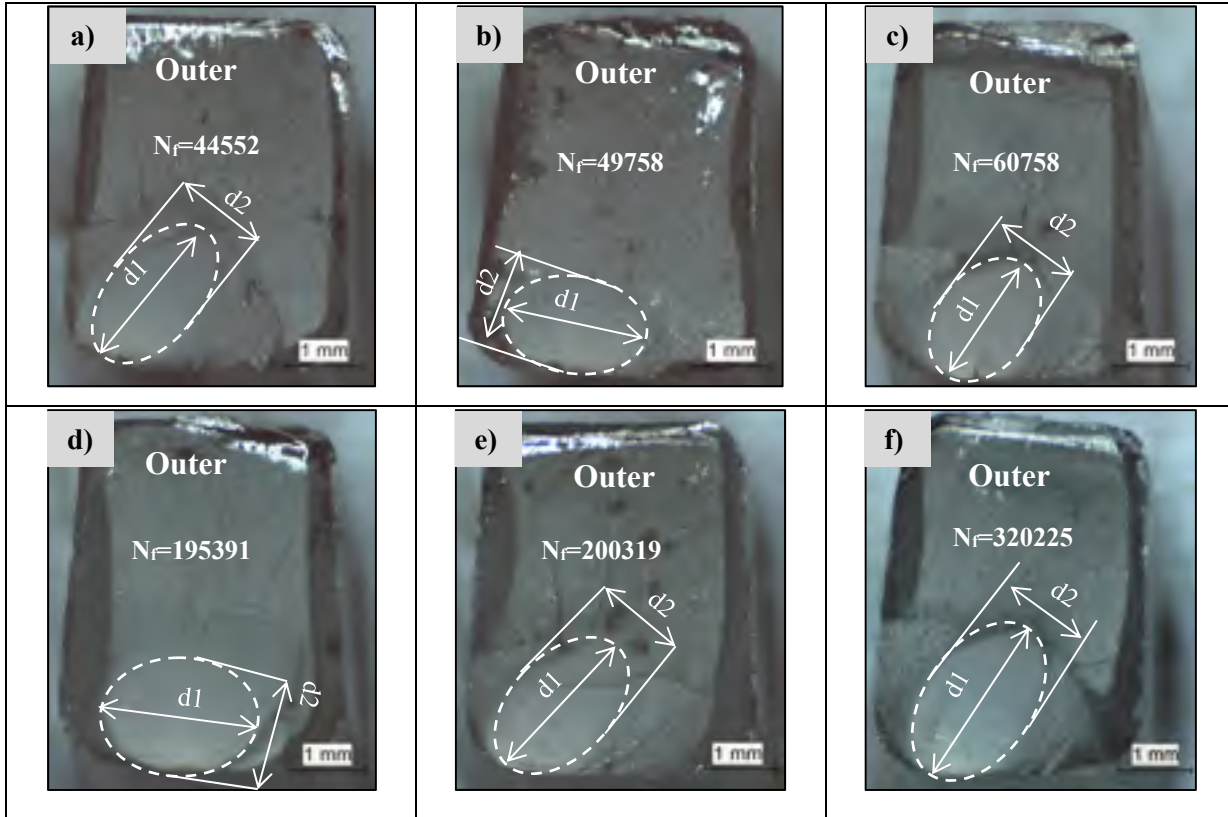 a)
Outer
Nf=44552
d2
d1
1 mm
b)
Outer
Nf=49758
d2
d1
1 mm
c)
Outer
Nf=60758
d2
d1
1 mm
d)
Outer
Nf=195391
d1
d2
1 mm
e)
Outer
Nf=200319
d2
d1
1 mm
f)
Outer
Nf=320225
d2
d1
1 mm